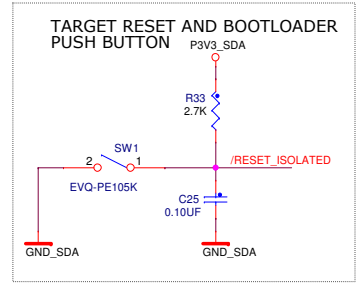 TARGET RESET AND BOOTLOADER
PUSH BUTTON
P3V3_SDA
R33
2.7K
SW1
2
1
/RESET_ISOLATED
EVQ-PE105K
C25
0.10UF
GND_SDA
GND_SDA